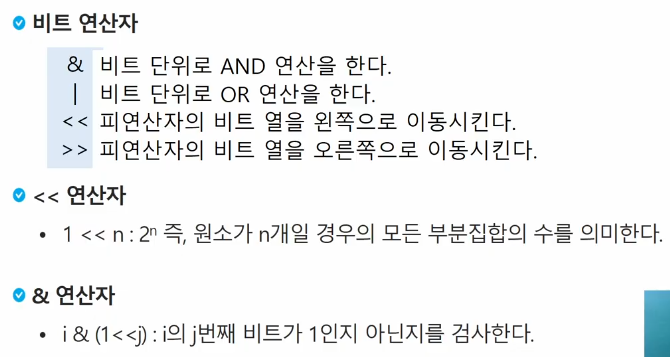 비트 연산자
& 비트 단위로 AND 연산을 한다.
| 비트 단위로 OR 연산을 한다.
<< 피연산자의 비트 열을 왼쪽으로 이동시킨다.
>> 피연산자의 비트 열을 오른쪽으로 이동시킨다.
<< 연산자
• 1 << n : 2ⁿ 즉, 원소가 n개일 경우의 모든 부분집합의 수를 의미한다.
& 연산자
• i & (1<<j) : i의 j번째 비트가 1인지 아닌지를 검사한다.